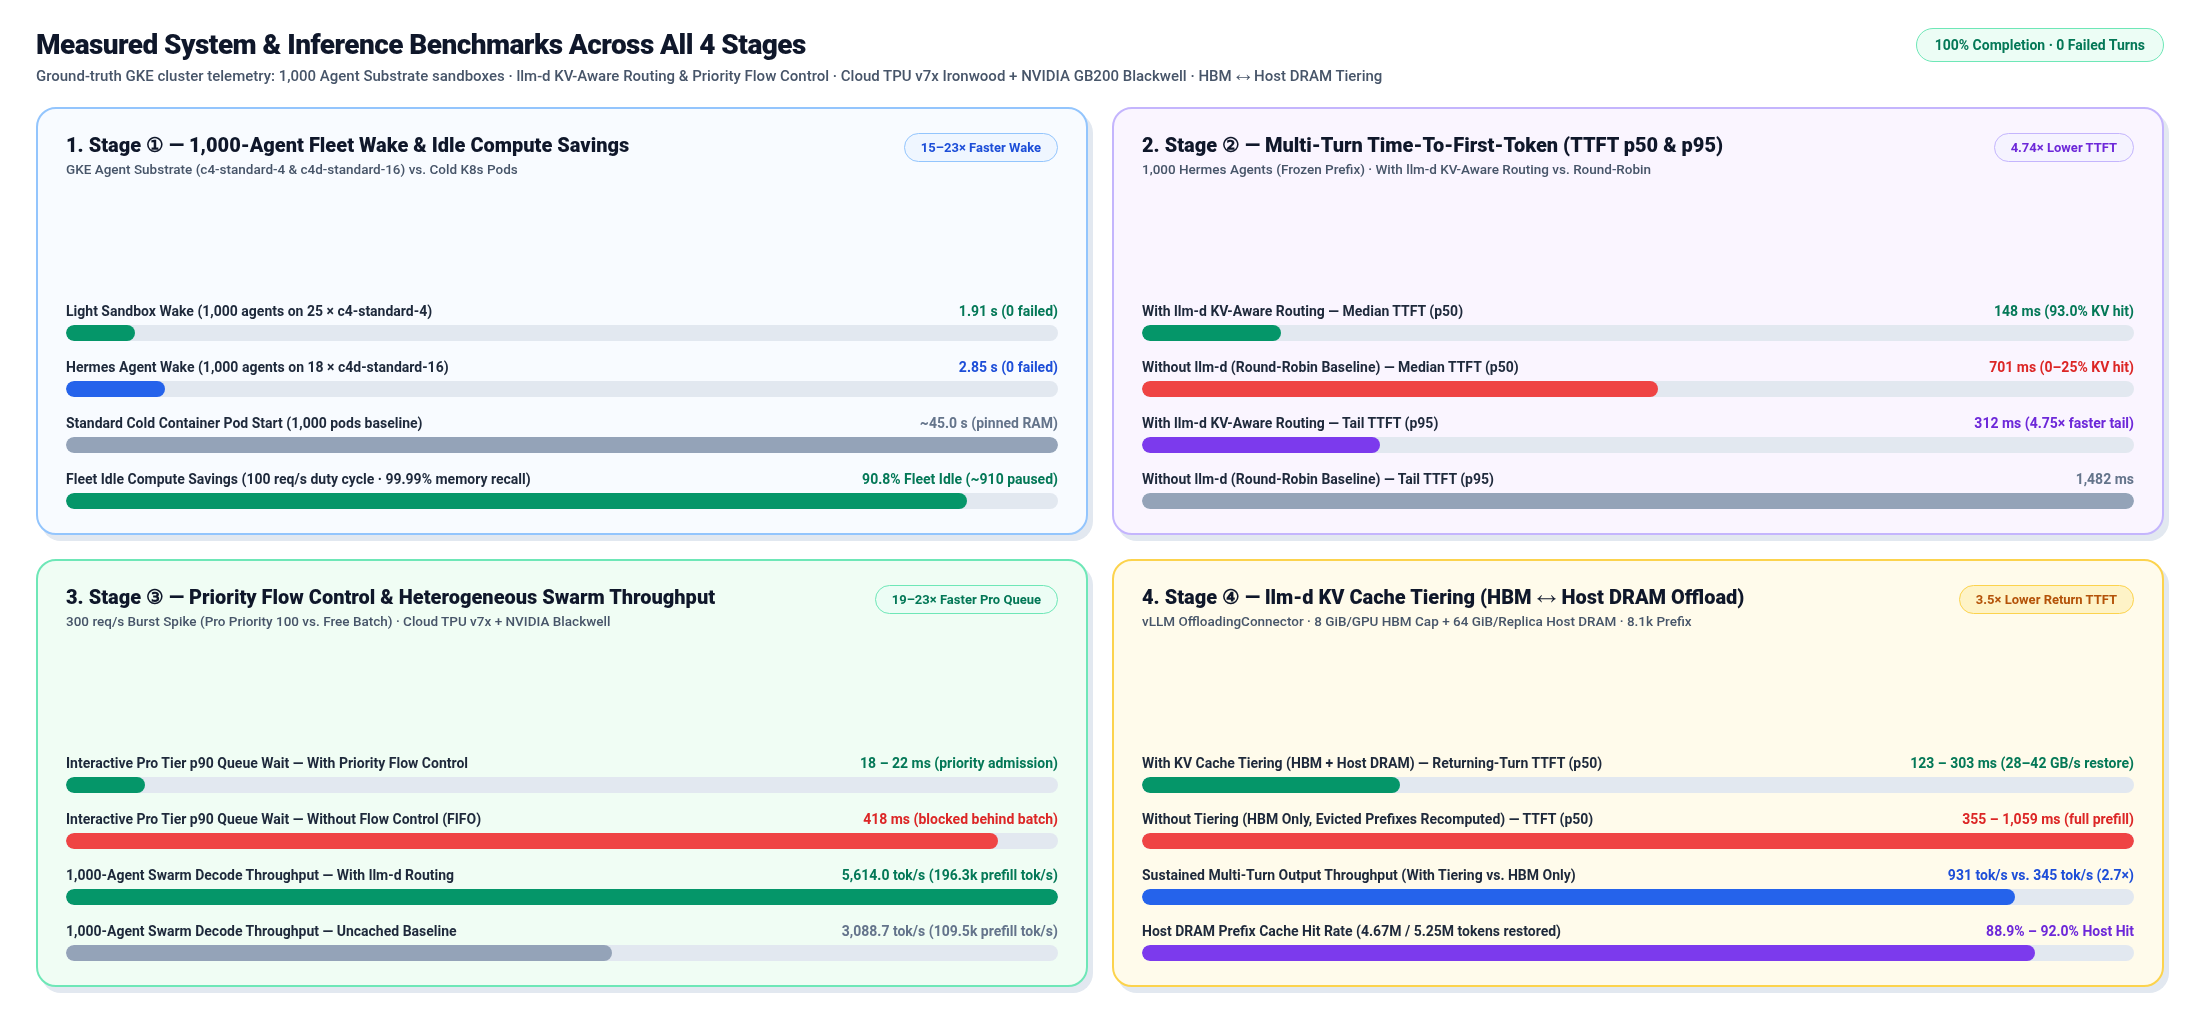 Measured System & Inference Benchmarks Across All 4 Stages
100% Completion · 0 Failed Turns
Ground-truth GKE cluster telemetry: 1,000 Agent Substrate sandboxes · llm-d KV-Aware Routing & Priority Flow Control · Cloud TPU v7x Ironwood + NVIDIA GB200 Blackwell · HBM ↔ Host DRAM Tiering
1. Stage ① — 1,000-Agent Fleet Wake & Idle Compute Savings
15–23× Faster Wake
GKE Agent Substrate (c4-standard-4 & c4d-standard-16) vs. Cold K8s Pods
Light Sandbox Wake (1,000 agents on 25 × c4-standard-4)
1.91 s (0 failed)
Hermes Agent Wake (1,000 agents on 18 × c4d-standard-16)
2.85 s (0 failed)
Standard Cold Container Pod Start (1,000 pods baseline)
~45.0 s (pinned RAM)
Fleet Idle Compute Savings (100 req/s duty cycle · 99.99% memory recall)
90.8% Fleet Idle (~910 paused)
2. Stage ② — Multi-Turn Time-To-First-Token (TTFT p50 & p95)
4.74× Lower TTFT
1,000 Hermes Agents (Frozen Prefix) · With llm-d KV-Aware Routing vs. Round-Robin
With llm-d KV-Aware Routing — Median TTFT (p50)
148 ms (93.0% KV hit)
Without llm-d (Round-Robin Baseline) — Median TTFT (p50)
701 ms (0–25% KV hit)
With llm-d KV-Aware Routing — Tail TTFT (p95)
312 ms (4.75× faster tail)
Without llm-d (Round-Robin Baseline) — Tail TTFT (p95)
1,482 ms
3. Stage ③ — Priority Flow Control & Heterogeneous Swarm Throughput
19–23× Faster Pro Queue
300 req/s Burst Spike (Pro Priority 100 vs. Free Batch) · Cloud TPU v7x + NVIDIA Blackwell
Interactive Pro Tier p90 Queue Wait — With Priority Flow Control
18 – 22 ms (priority admission)
Interactive Pro Tier p90 Queue Wait — Without Flow Control (FIFO)
418 ms (blocked behind batch)
1,000-Agent Swarm Decode Throughput — With llm-d Routing
5,614.0 tok/s (196.3k prefill tok/s)
1,000-Agent Swarm Decode Throughput — Uncached Baseline
3,088.7 tok/s (109.5k prefill tok/s)
4. Stage ④ — llm-d KV Cache Tiering (HBM ↔ Host DRAM Offload)
3.5× Lower Return TTFT
vLLM OffloadingConnector · 8 GiB/GPU HBM Cap + 64 GiB/Replica Host DRAM · 8.1k Prefix
With KV Cache Tiering (HBM + Host DRAM) — Returning-Turn TTFT (p50)
123 – 303 ms (28–42 GB/s restore)
Without Tiering (HBM Only, Evicted Prefixes Recomputed) — TTFT (p50)
355 – 1,059 ms (full prefill)
Sustained Multi-Turn Output Throughput (With Tiering vs. HBM Only)
931 tok/s vs. 345 tok/s (2.7×)
Host DRAM Prefix Cache Hit Rate (4.67M / 5.25M tokens restored)
88.9% – 92.0% Host Hit